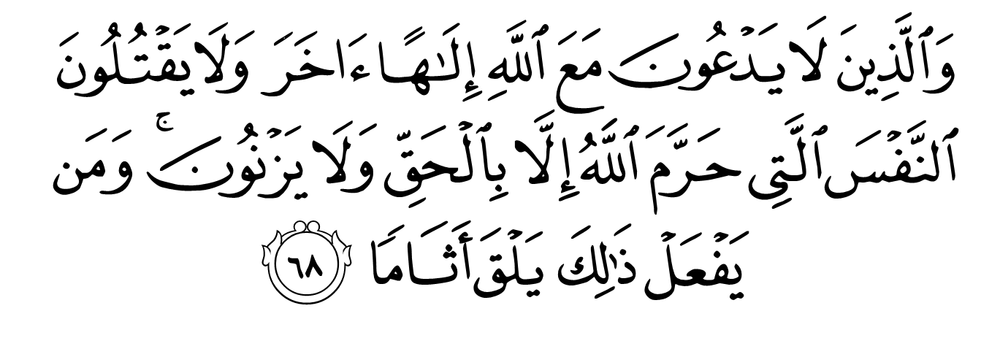 وَٱلَّذِينَ لَا يَدۡعُونَ مَعَ ٱللَّهِ إِلَٰهًا ءَاخَرَ وَلَا يَقۡتُلُونَ
ٱلنَّفۡسَ ٱلَّتِي حَرَّمَ ٱللَّهُ إِلَّا بِٱلۡحَقِّ وَلَا يَزۡنُونَۚ وَمَن
يَفۡعَلۡ ذَٰلِكَ يَلۡقَ أَثَامًا ٦٨